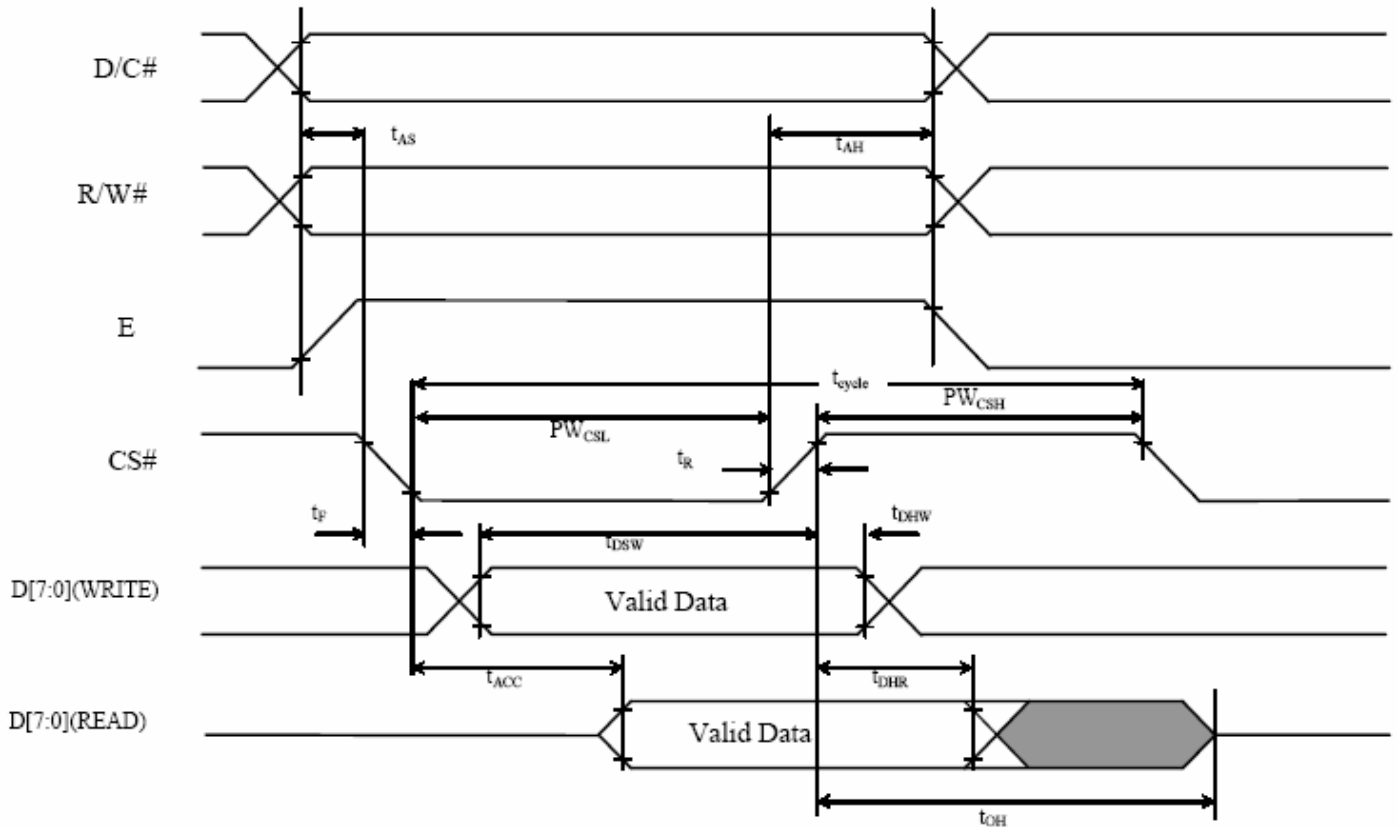 D/C#
tAS
tAH
R/W#
E
tcycle
PWCSL
PWCSH
CS#
tR
tF
tDSW
tDHW
D[7:0](WRITE)
Valid Data
tACC
tDHR
D[7:0](READ)
Valid Data
tOH